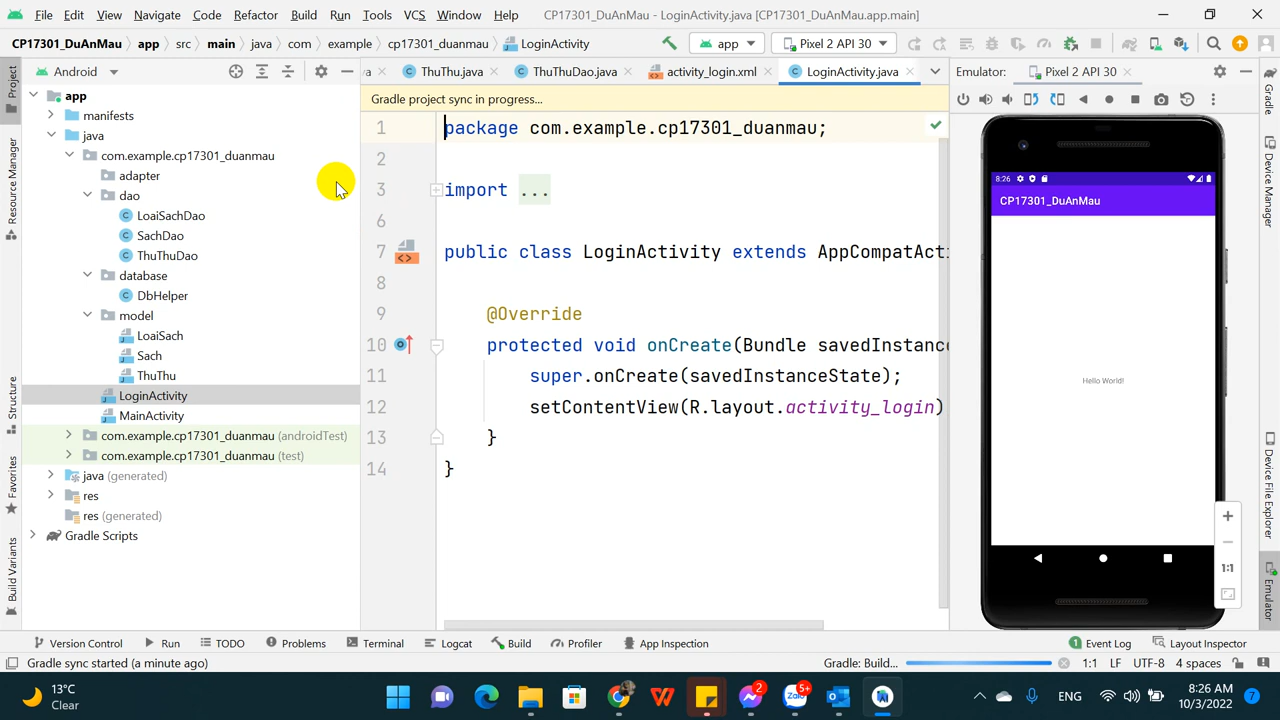 File Edit View Navigate Code Refactor Build Run Tools VCS Window Help CP17301_DuAnMau - LoginActivity.java [CP17301_DuAnMau.app.main]
CP17301_DuAnMau app src main java com example cp17301_duanmau LoginActivity app Pixel 2 API 30
Android
a ThuThu.java ThuThuDao.java activity_login.xml LoginActivity.java
Emulator: Pixel 2 API 30
Gradle project sync in progress...
Project
Resource Manager
Structure
Favorites
Build Variants
app
manifests
java
com.example.cp17301_duanmau
adapter
dao
LoaiSachDao
SachDao
ThuThuDao
database
DbHelper
model
LoaiSach
Sach
ThuThu
LoginActivity
MainActivity
com.example.cp17301_duanmau (androidTest)
com.example.cp17301_duanmau (test)
java (generated)
res
res (generated)
Gradle Scripts
1 package com.example.cp17301_duanmau;
2
3 import ...
6
7 public class LoginActivity extends AppCompatActi
8
9 @Override
10 protected void onCreate(Bundle savedInstanc
11 super.onCreate(savedInstanceState);
12 setContentView(R.layout.activity_login)
13 }
14 }
8:26
CP17301_DuAnMau
Hello World!
1:1
Gradle
Device Manager
Device File Explorer
Emulator
Version Control Run TODO Problems Terminal Logcat Build Profiler App Inspection 1 Event Log Layout Inspector
Gradle sync started (a minute ago) Gradle: Build... 1:1 LF UTF-8 4 spaces
13°C
Clear
2
5+
ENG
8:26 AM
10/3/2022
7